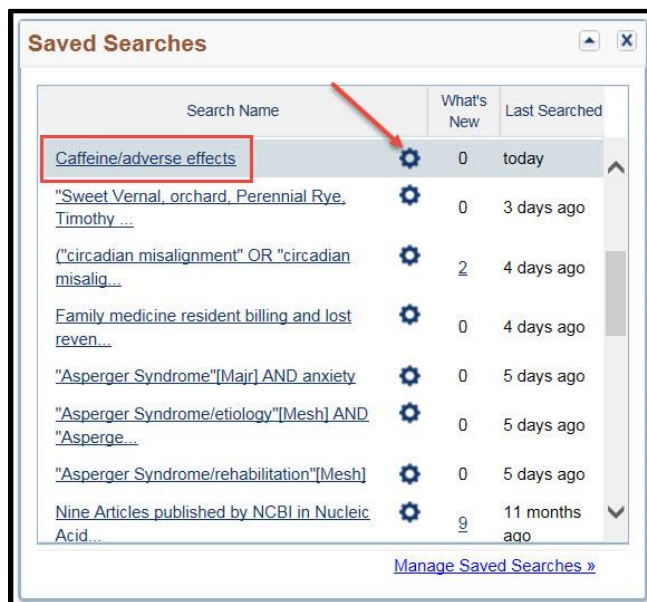 Saved Searches
Search Name
What's
New
Last Searched
Caffeine/adverse effects
0
today
"Sweet Vernal, orchard, Perennial Rye,
Timothy ...
0
3 days ago
("circadian misalignment" OR "circadian
misalig...
2
4 days ago
Family medicine resident billing and lost
reven...
0
4 days ago
"Asperger Syndrome"[Majr] AND anxiety
0
5 days ago
"Asperger Syndrome/etiology"[Mesh] AND
"Asperge...
0
5 days ago
"Asperger Syndrome/rehabilitation"[Mesh]
0
5 days ago
Nine Articles published by NCBI in Nucleic
Acid...
9
11 months
ago
Manage Saved Searches »